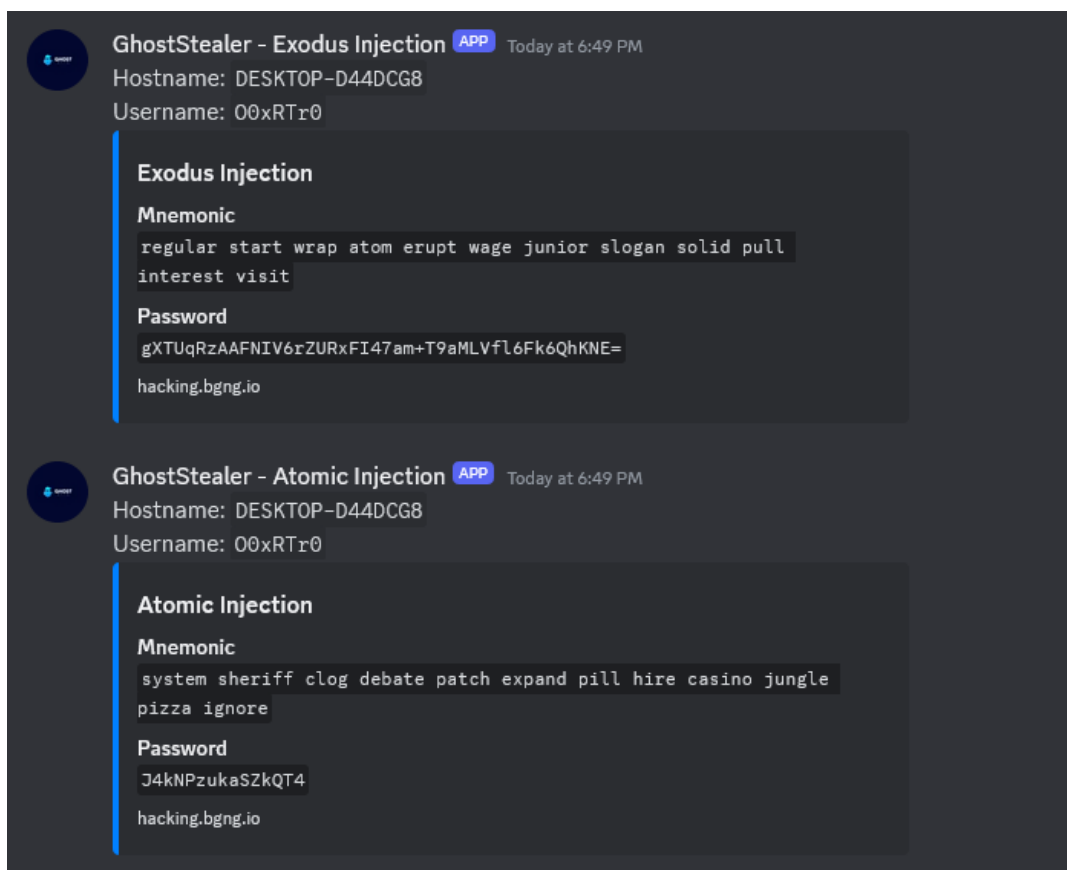 GHOST
GhostStealer - Exodus Injection APP Today at 6:49 PM
Hostname: DESKTOP-D44DCG8
Username: O0xRTr0
Exodus Injection
Mnemonic
regular start wrap atom erupt wage junior slogan solid pull
interest visit
Password
gXTUqRzAAFNIV6rZURxFI47am+T9aMLVfl6Fk6QhKNE=
hacking.bgng.io
GHOST
GhostStealer - Atomic Injection APP Today at 6:49 PM
Hostname: DESKTOP-D44DCG8
Username: O0xRTr0
Atomic Injection
Mnemonic
system sheriff clog debate patch expand pill hire casino jungle
pizza ignore
Password
J4kNPzukaSZkQT4
hacking.bgng.io